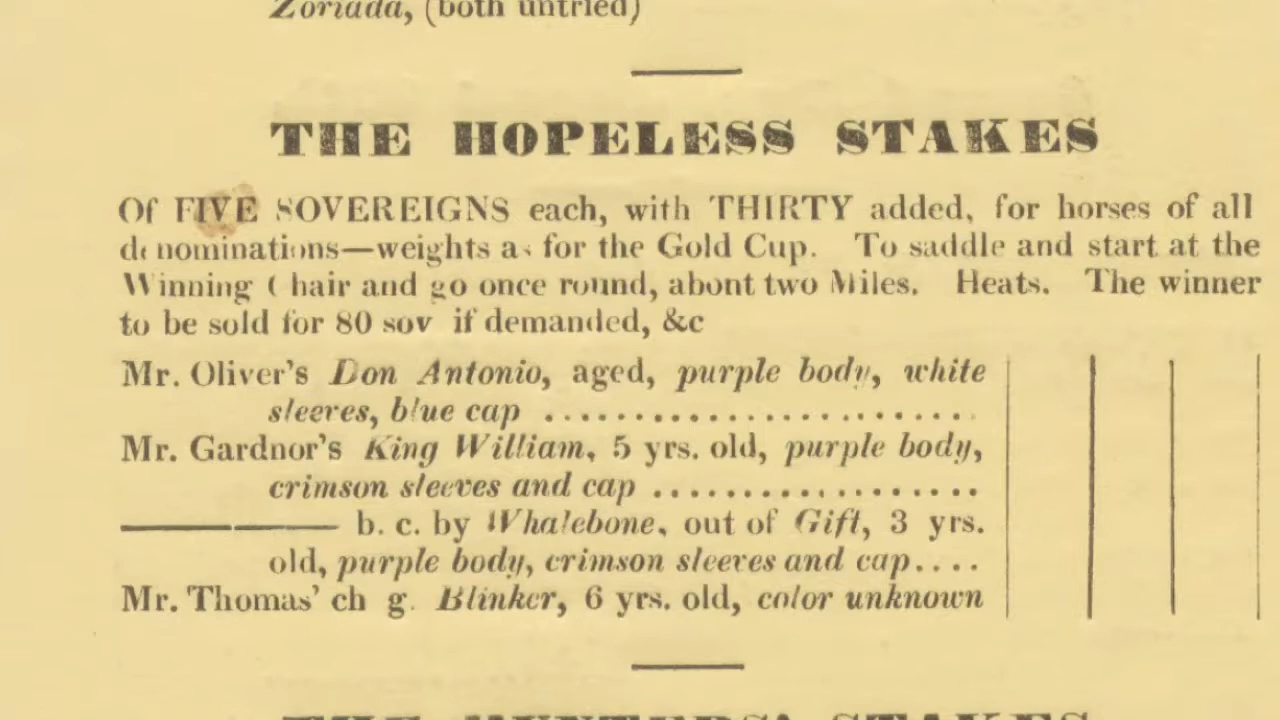 Zoriada, (both untried)
THE HOPELESS STAKES
Of FIVE SOVEREIGNS each, with THIRTY added, for horses of all
denominations—weights as for the Gold Cup. To saddle and start at the
Winning Chair and go once round, abont two Miles. Heats. The winner
to be sold for 80 sov if demanded, &c
Mr. Oliver's Don Antonio, aged, purple body, white
sleeves, blue cap ........................
Mr. Gardnor's King William, 5 yrs. old, purple body,
crimson sleeves and cap ...................
———— b. c. by Whalebone, out of Gift, 3 yrs.
old, purple body, crimson sleeves and cap....
Mr. Thomas' ch g. Blinker, 6 yrs. old, color unknown
THE HUNTERS' STAKES